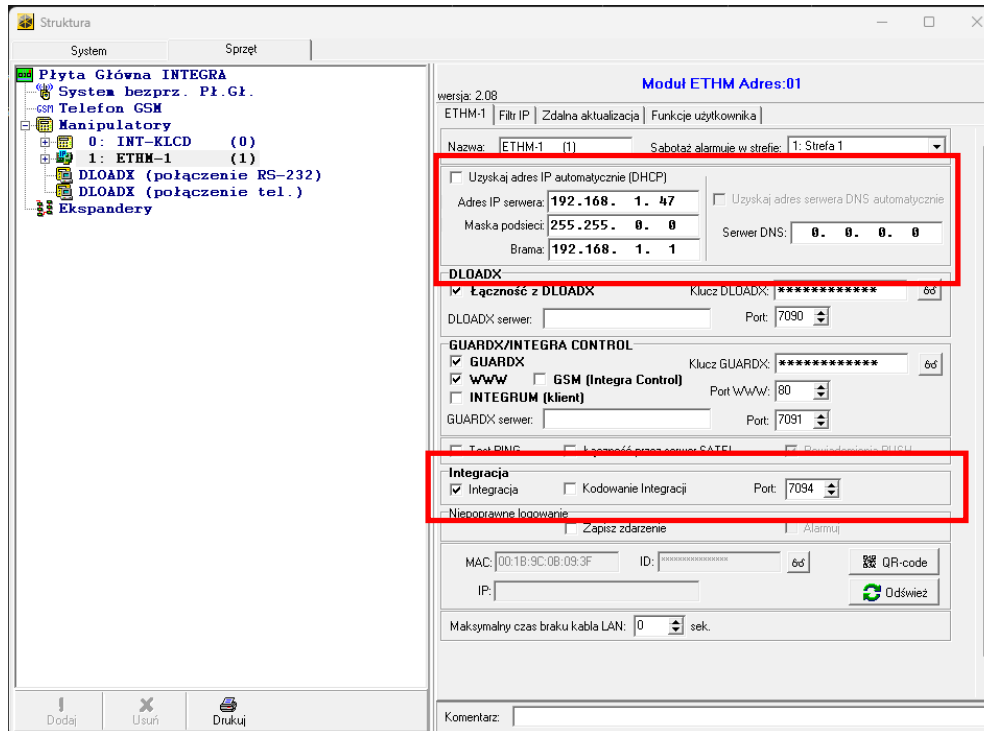 Struktura
System Sprzęt
Płyta Główna INTEGRA
System bezprz. Pł.Gł.
GSM Telefon GSM
Manipulatory
0: INT-KLCD (0)
1: ETHM-1 (1)
DLOADX (połączenie RS-232)
DLOADX (połączenie tel.)
Ekspandery
Dodaj Usuń Drukuj
Moduł ETHM Adres:01
wersja: 2.08
ETHM-1 Filtr IP Zdalna aktualizacja Funkcje użytkownika
Nazwa: ETHM-1 (1) Sabotaż alarmuje w strefie: 1: Strefa 1
Uzyskaj adres IP automatycznie (DHCP)
Adres IP serwera: 192.168. 1. 47 Uzyskaj adres serwera DNS automatycznie
Maska podsieci: 255.255. 0. 0 Serwer DNS: 0. 0. 0. 0
Brama: 192.168. 1. 1
DLOADX
Łączność z DLOADX Klucz DLOADX: ************
DLOADX serwer: Port: 7090
GUARDX/INTEGRA CONTROL
GUARDX Klucz GUARDX: ************
WWW GSM (Integra Control) Port WWW: 80
INTEGRUM (klient)
GUARDX serwer: Port: 7091
Test PING Łączność przez serwer SATEL Powiadomienia PUSH
Integracja
Integracja Kodowanie Integracji Port: 7094
Niepoprawne logowanie
Zapisz zdarzenie Alarmuj
MAC: 00:1B:9C:0B:09:3F ID: **************** QR-code
IP: Odśwież
Maksymalny czas braku kabla LAN: 0 sek.
Komentarz: